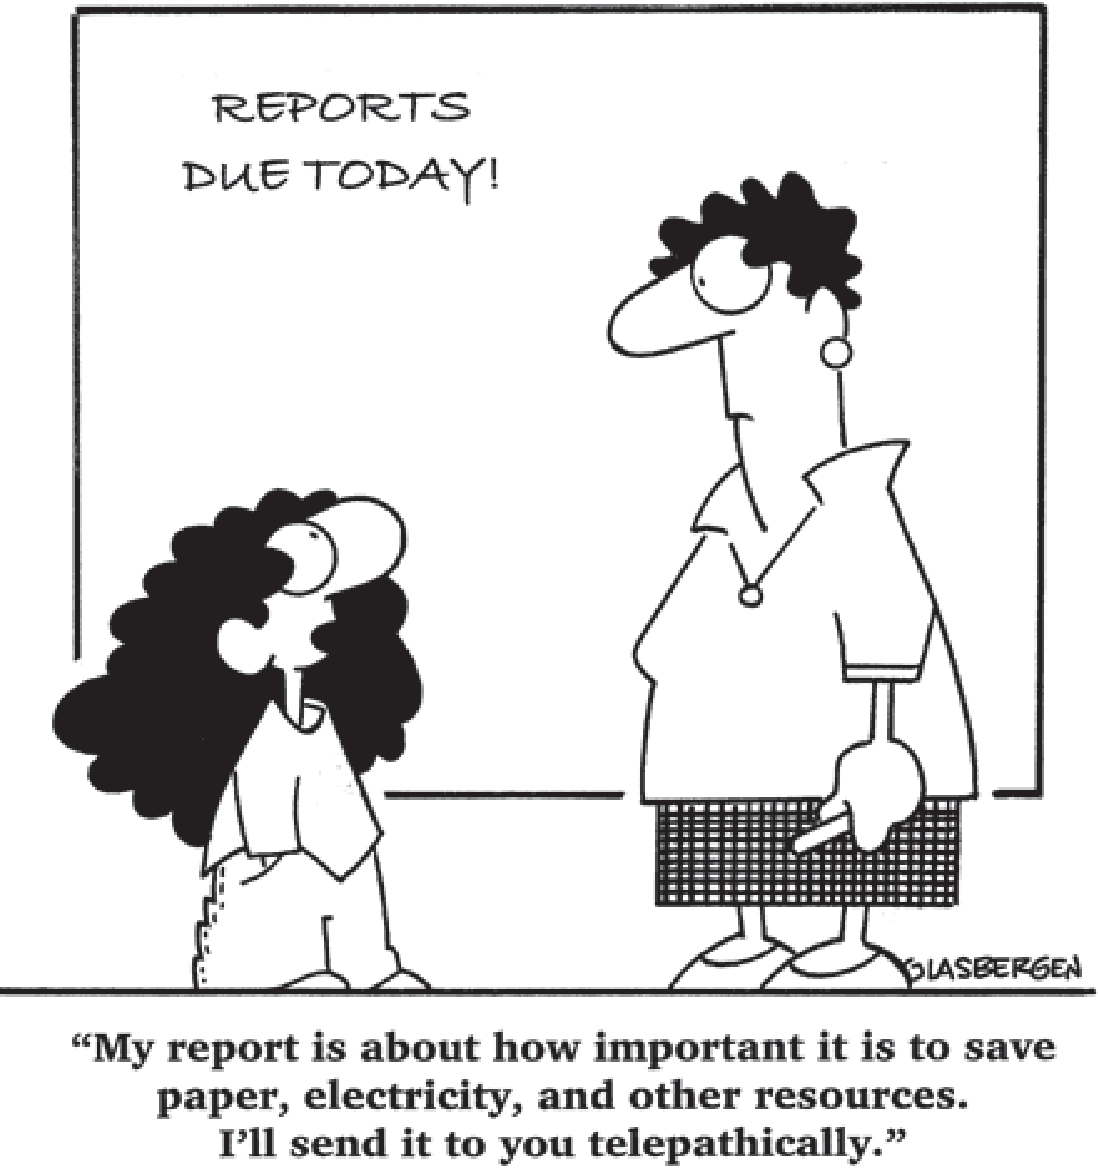 REPORTS
DUE TODAY!
GLASBERGEN
“My report is about how important it is to save
paper, electricity, and other resources.
I’ll send it to you telepathically.”